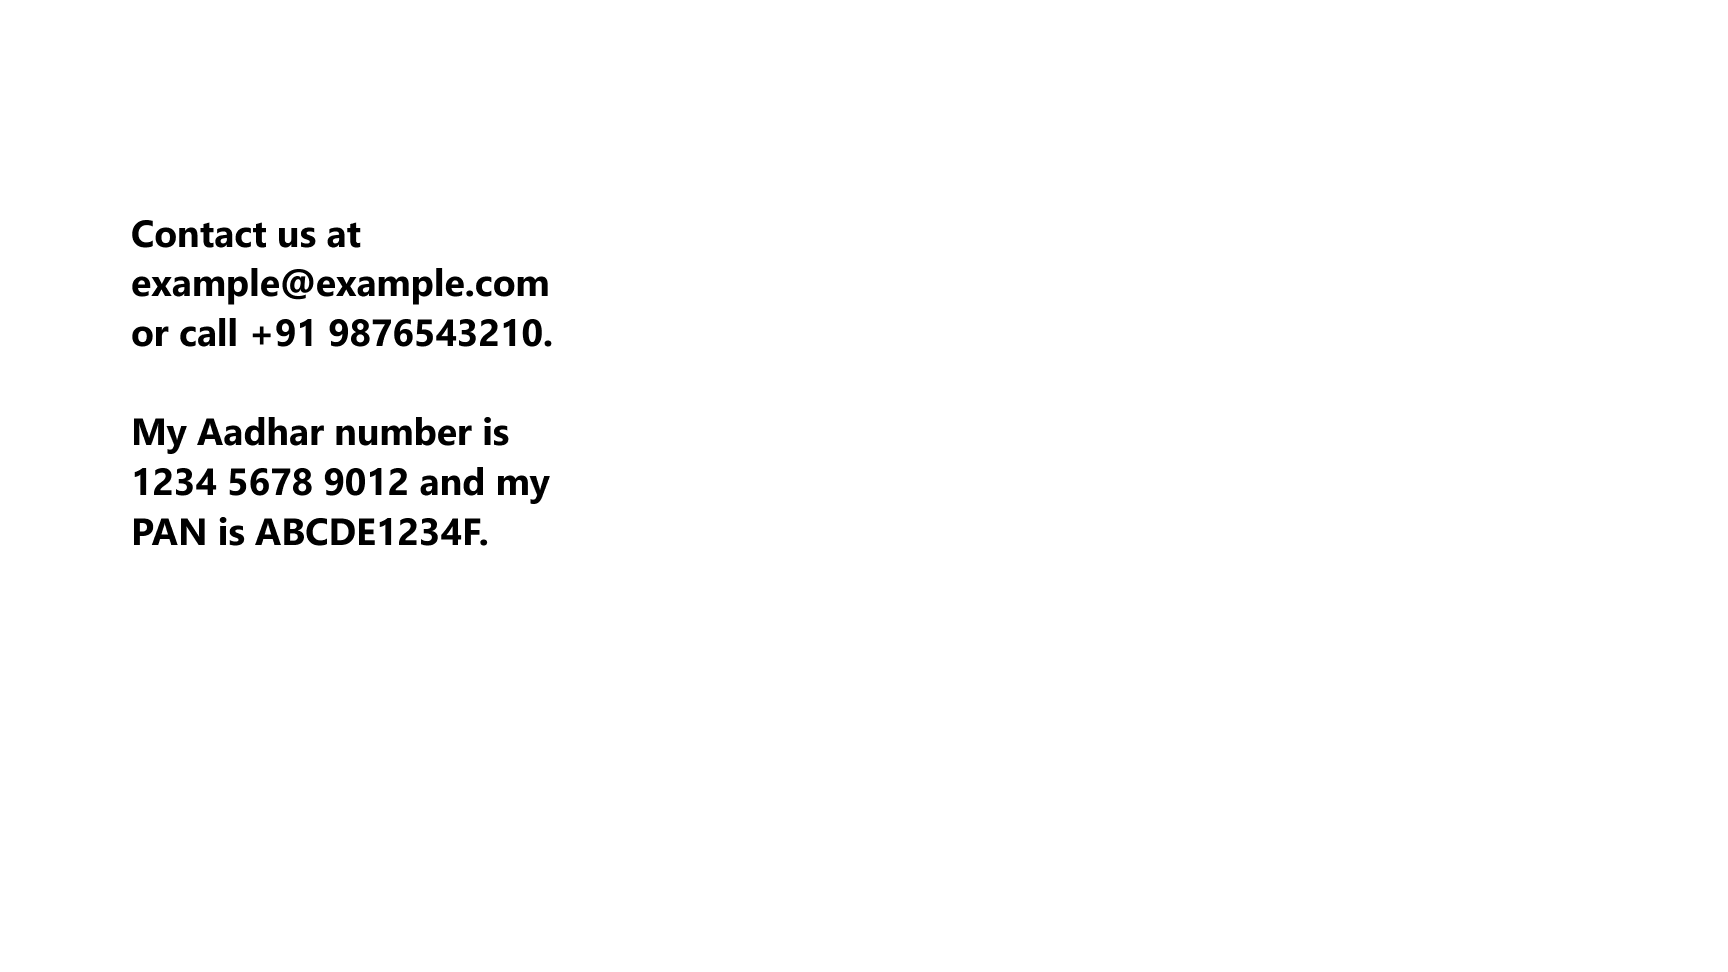 Contact us at
example@example.com
or call +91 9876543210.
My Aadhar number is
1234 5678 9012 and my
PAN is ABCDE1234F.